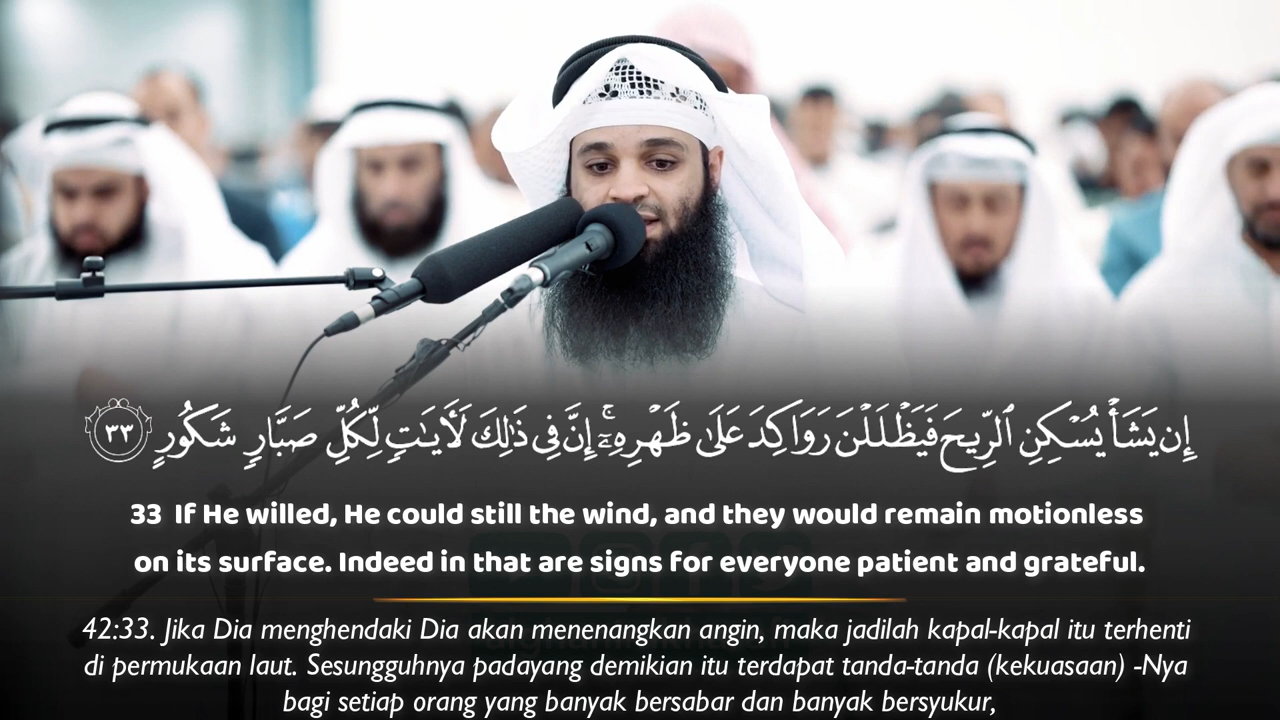 إِن يَشَأْ يُسْكِنِ ٱلرِّيحَ فَيَظْلَلْنَ رَوَاكِدَ عَلَىٰ ظَهْرِهِۦٓ ۚ إِنَّ فِى ذَٰلِكَ لَأَيَـٰتٍ لِّكُلِّ صَبَّارٍ شَكُورٍ ٣٣
33 If He willed, He could still the wind, and they would remain motionless
on its surface. Indeed in that are signs for everyone patient and grateful.
42:33. Jika Dia menghendaki Dia akan menenangkan angin, maka jadilah kapal-kapal itu terhenti
di permukaan laut. Sesungguhnya padayang demikian itu terdapat tanda-tanda (kekuasaan) -Nya
bagi setiap orang yang banyak bersabar dan banyak bersyukur,